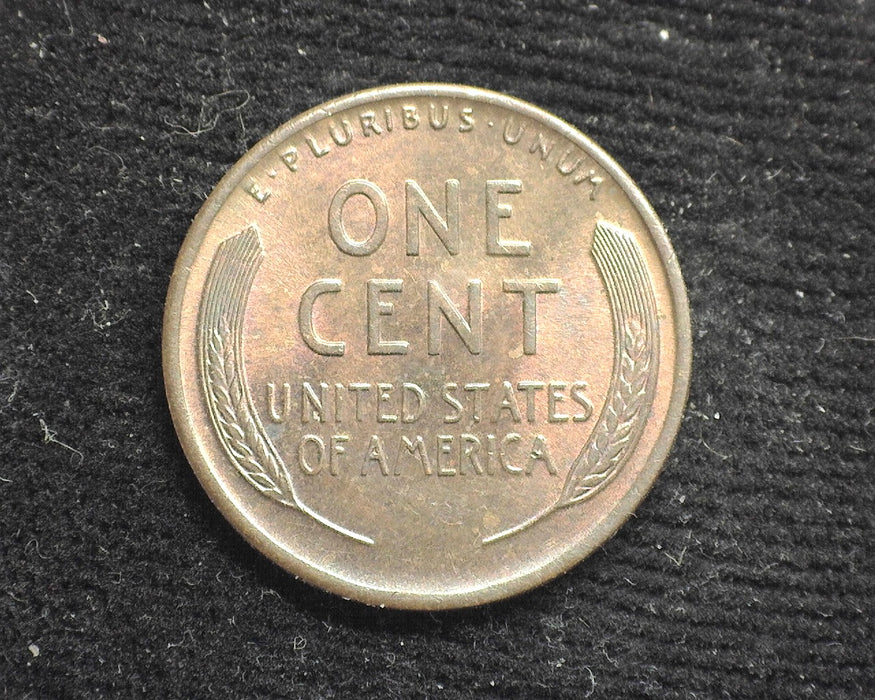 E·PLURIBUS·UNUM
ONE
CENT
UNITED STATES
OF AMERICA